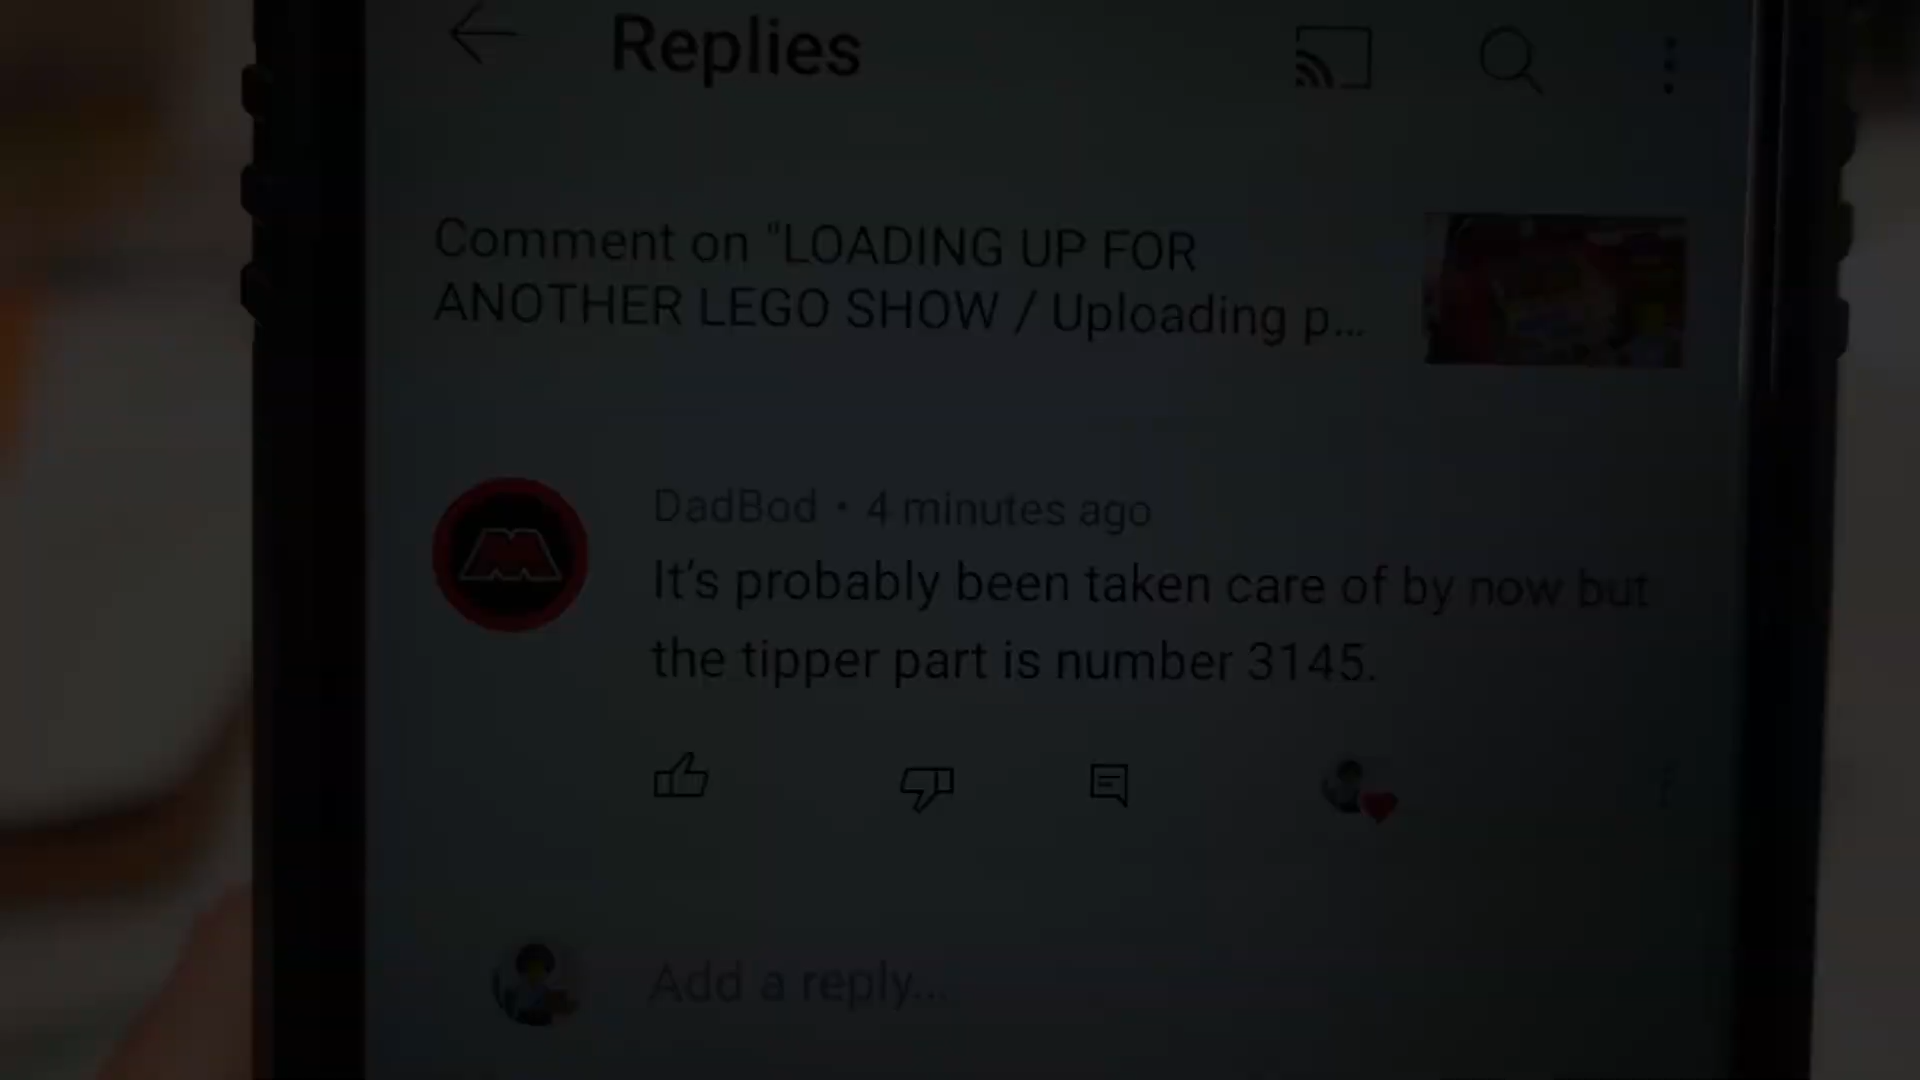 Replies
Comment on "LOADING UP FOR
ANOTHER LEGO SHOW / Uploading p...
DadBod · 4 minutes ago
It's probably been taken care of by now but
the tipper part is number 3145.
Add a reply...